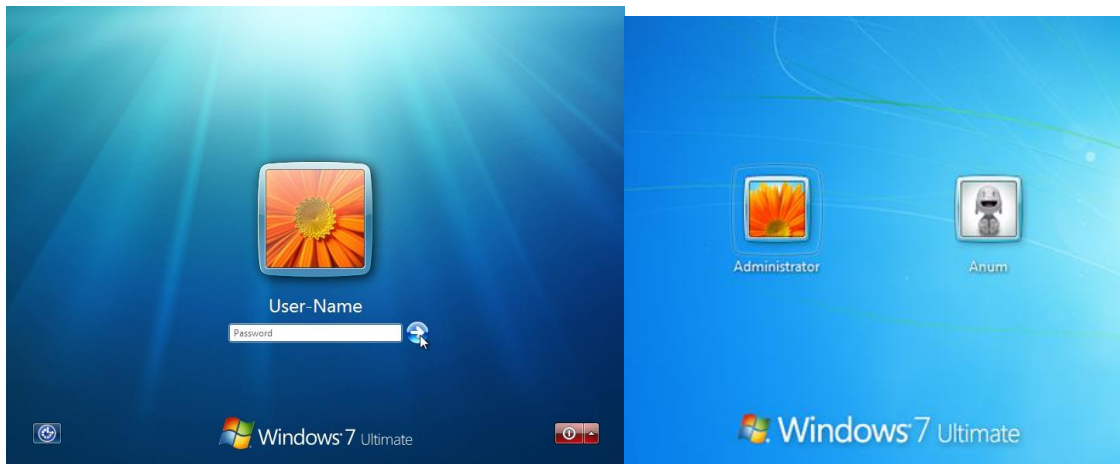 User-Name
Password
Windows 7 Ultimate
Administrator
Anum
Windows 7 Ultimate